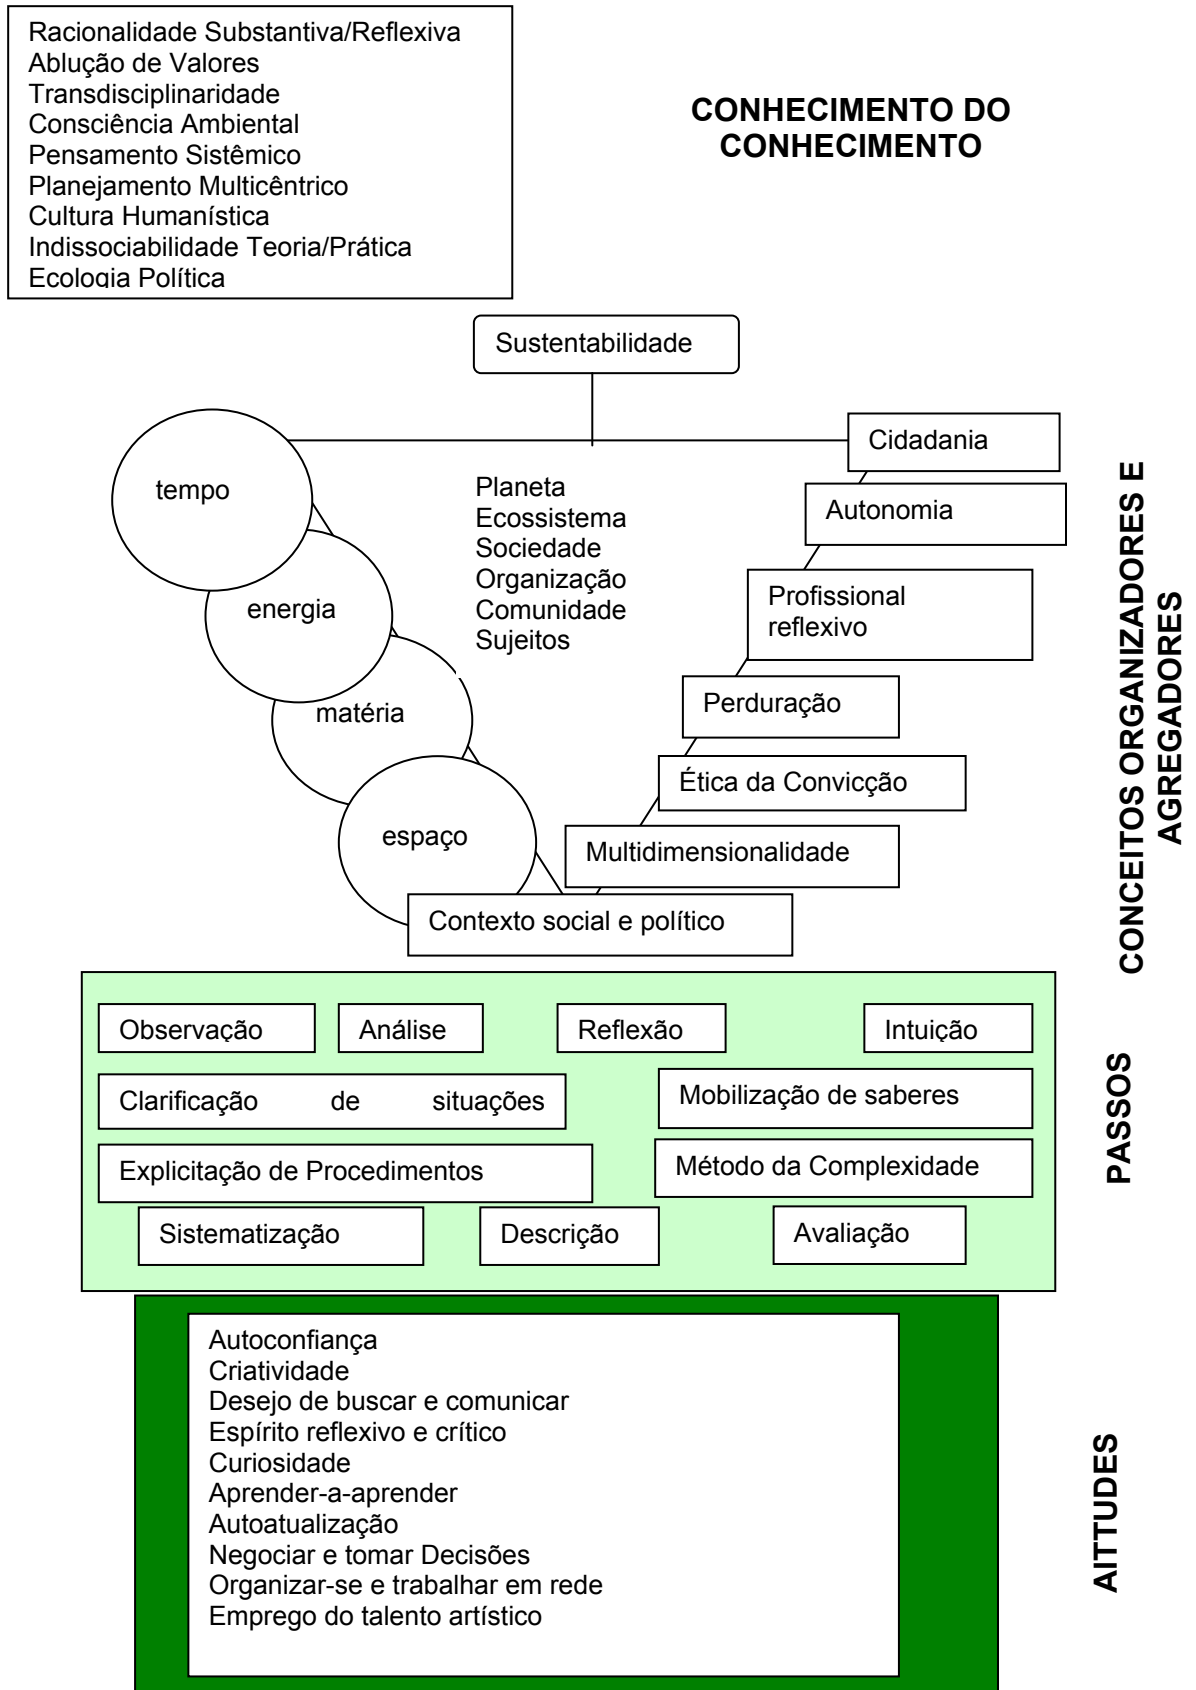 Racionalidade Substantiva/Reflexiva
Ablução de Valores
Transdisciplinaridade
Consciência Ambiental
Pensamento Sistêmico
Planejamento Multicêntrico
Cultura Humanística
Indissociabilidade Teoria/Prática
Ecologia Política
CONHECIMENTO DO
CONHECIMENTO
Sustentabilidade
tempo
energia
matéria
espaço
Planeta
Ecossistema
Sociedade
Organização
Comunidade
Sujeitos
Cidadania
Autonomia
Profissional
reflexivo
Perduração
Ética da Convicção
Multidimensionalidade
Contexto social e político
CONCEITOS ORGANIZADORES E
AGREGADORES
Observação
Análise
Reflexão
Intuição
Clarificação de situações
Mobilização de saberes
Explicitação de Procedimentos
Método da Complexidade
Sistematização
Descrição
Avaliação
PASSOS
Autoconfiança
Criatividade
Desejo de buscar e comunicar
Espírito reflexivo e crítico
Curiosidade
Aprender-a-aprender
Autoatualização
Negociar e tomar Decisões
Organizar-se e trabalhar em rede
Emprego do talento artístico
AITTUDES